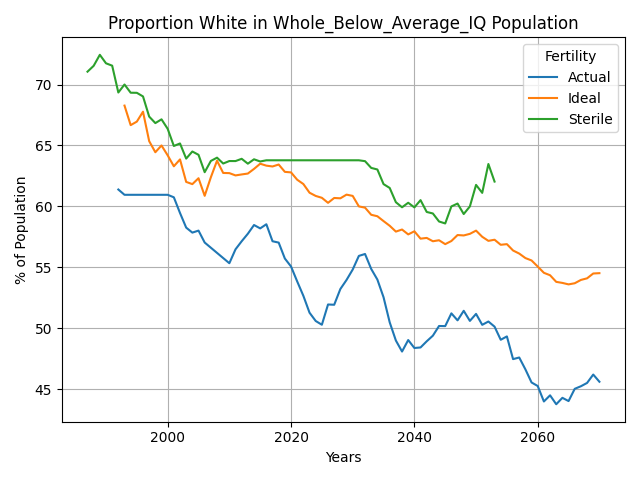 Proportion White in Whole_Below_Average_IQ Population
Fertility
Actual
Ideal
Sterile
% of Population
70
65
60
55
50
45
2000
2020
2040
2060
Years